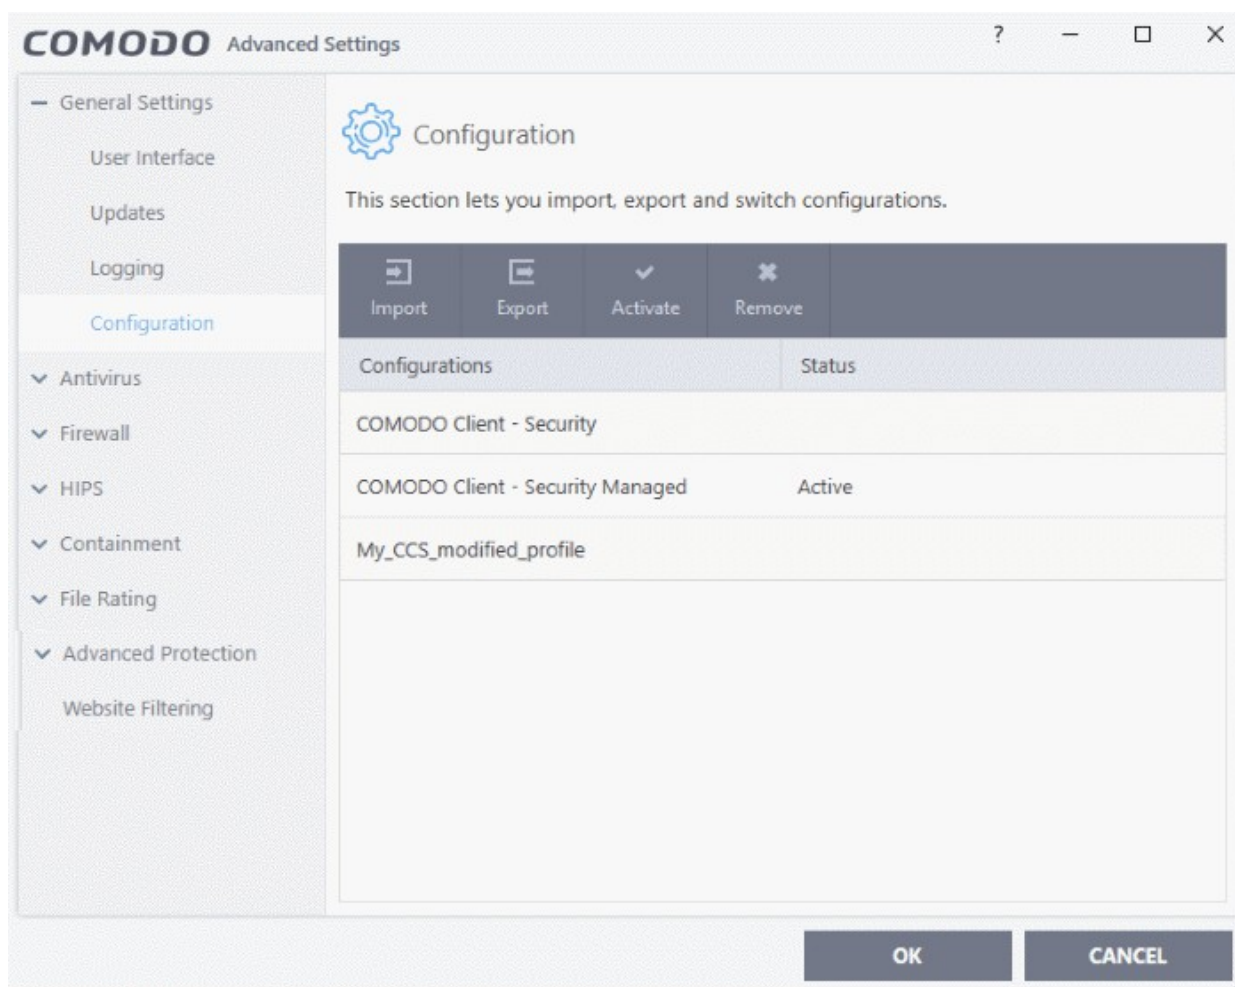 COMODO Advanced Settings ?
General Settings
User Interface
Updates
Logging
Configuration
Antivirus
Firewall
HIPS
Containment
File Rating
Advanced Protection
Website Filtering
Configuration
This section lets you import, export and switch configurations.
Import Export Activate Remove
Configurations Status
COMODO Client - Security
COMODO Client - Security Managed Active
My_CCS_modified_profile
OK CANCEL